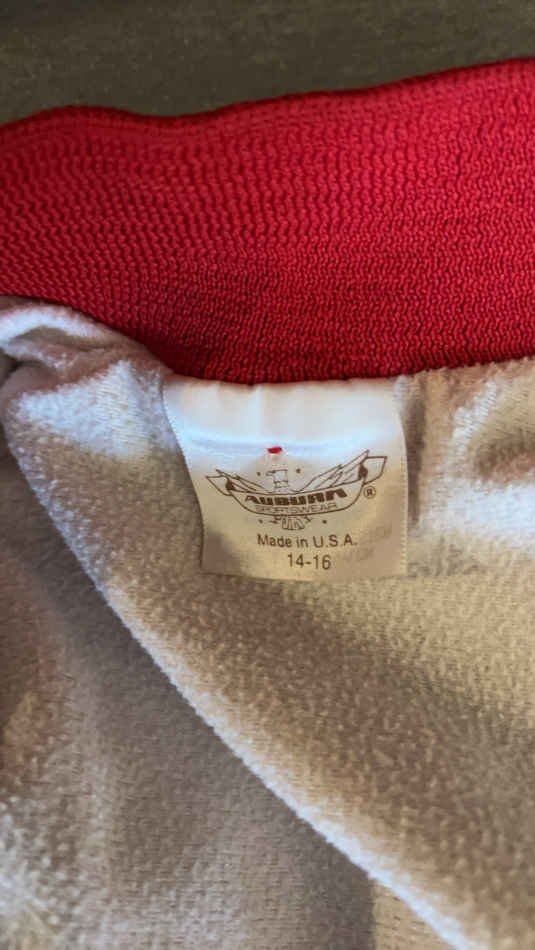 AUBURN
SPORTSWEAR
®
Made in U.S.A.
14-16